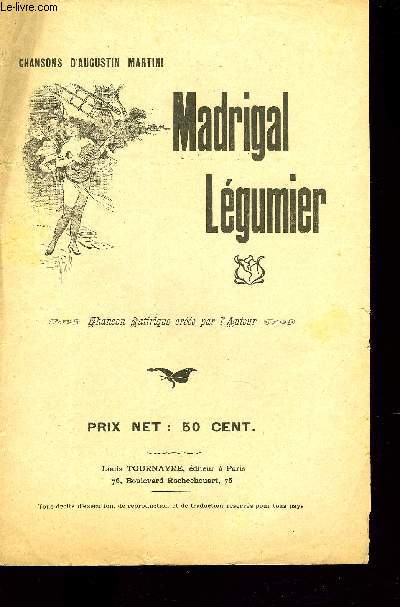 Le-livre.com
CHANSONS D'AUGUSTIN MARTINI
Madrigal
Légumier
Chanson Satirique créée par l'Auteur
PRIX NET : 50 CENT.
Louis TOURNAYRE, éditeur à Paris
76, Boulevard Rochechouart, 76
Tous droits d'exécution, de reproduction et de traduction réservés pour tous pays